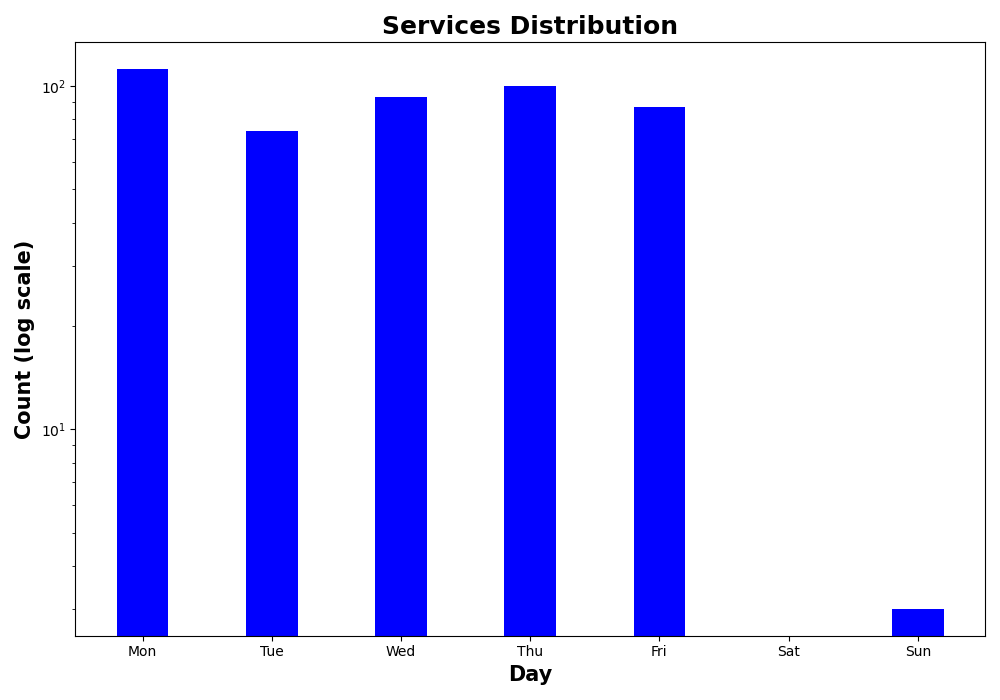 Services Distribution
Count (log scale)
10²
10¹
Mon Tue Wed Thu Fri Sat Sun
Day